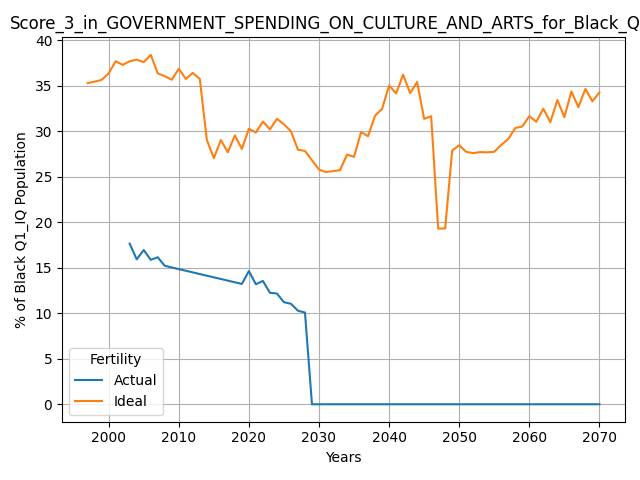 Score_3_in_GOVERNMENT_SPENDING_ON_CULTURE_AND_ARTS_for_Black_Q
% of Black Q1_IQ Population
40
35
30
25
20
15
10
5
0
Fertility
Actual
Ideal
2000 2010 2020 2030 2040 2050 2060 2070
Years